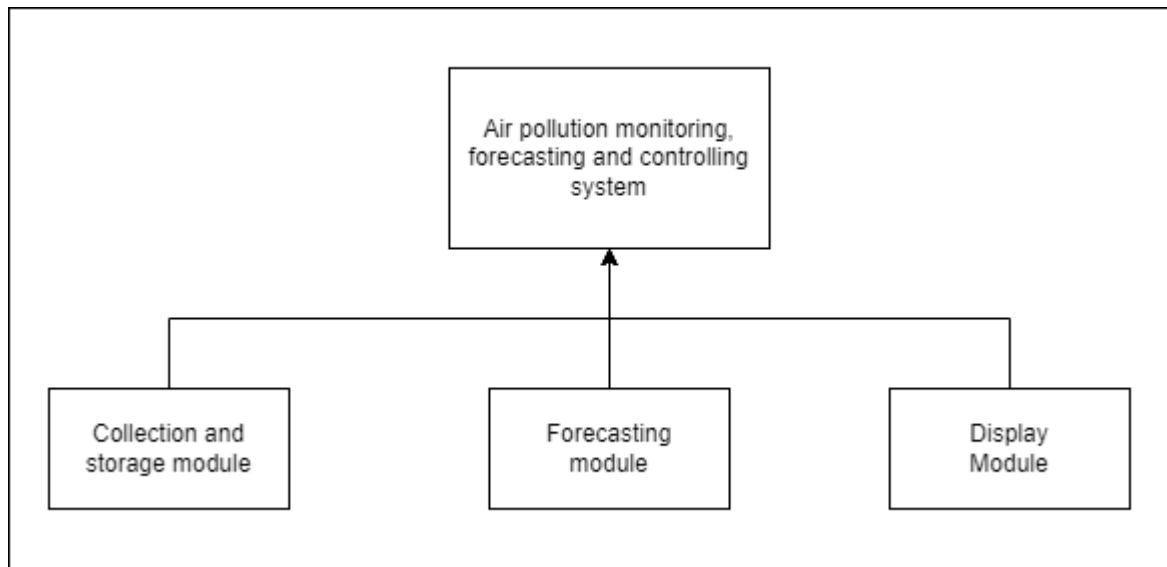 Air pollution monitoring,
forecasting and controlling
system
Collection and
storage module
Forecasting
module
Display
Module